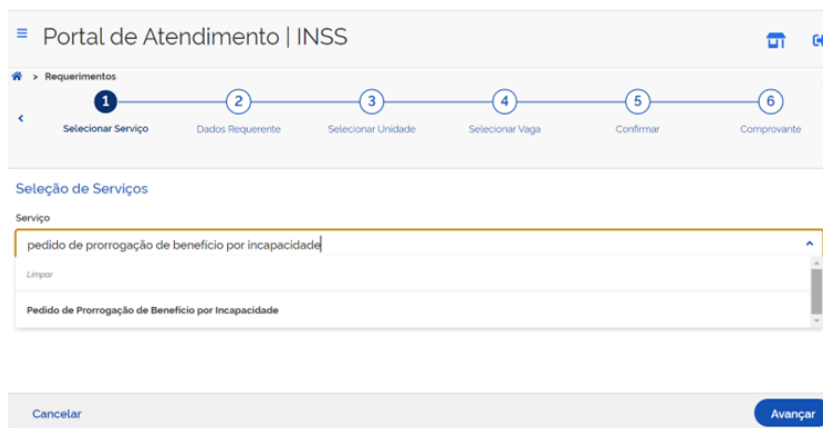 Portal de Atendimento | INSS
> Requerimentos
1 2 3 4 5 6
Selecionar Serviço Dados Requerente Selecionar Unidade Selecionar Vaga Confirmar Comprovante
Seleção de Serviços
Serviço
pedido de prorrogação de benefício por incapacidade
Limpar
Pedido de Prorrogação de Benefício por Incapacidade
Cancelar Avançar